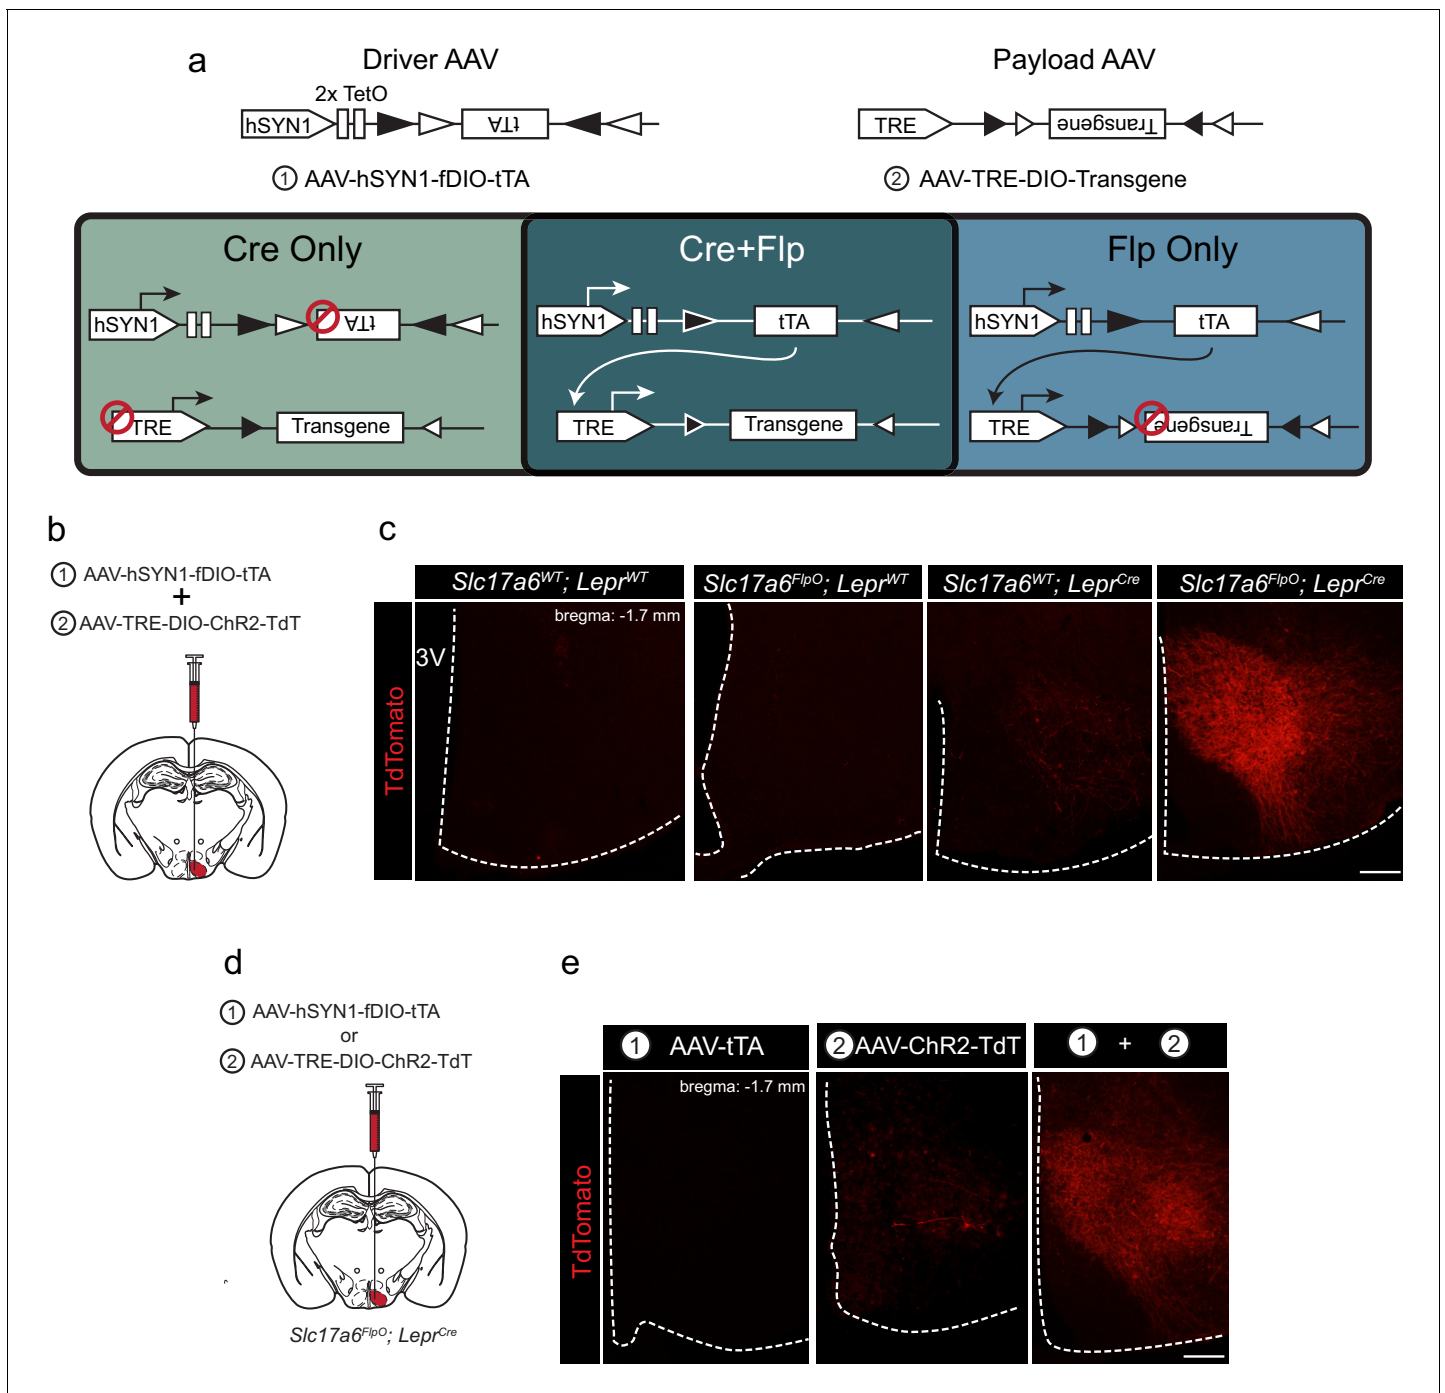 a
Driver AAV
Payload AAV
2x TetO
hSYN1
tTA
TRE
Transgene
① AAV-hSYN1-fDIO-tTA
② AAV-TRE-DIO-Transgene
Cre Only
Cre+Flp
Flp Only
hSYN1
tTA
hSYN1
tTA
hSYN1
tTA
TRE
Transgene
TRE
Transgene
TRE
Transgene
b
① AAV-hSYN1-fDIO-tTA
+
② AAV-TRE-DIO-ChR2-TdT
c
Slc17a6WT; LeprWT
Slc17a6FlpO; LeprWT
Slc17a6WT; LeprCre
Slc17a6FlpO; LeprCre
bregma: -1.7 mm
3V
TdTomato
d
① AAV-hSYN1-fDIO-tTA
or
② AAV-TRE-DIO-ChR2-TdT
Slc17a6FlpO; LeprCre
e
① AAV-tTA
② AAV-ChR2-TdT
① + ②
bregma: -1.7 mm
TdTomato